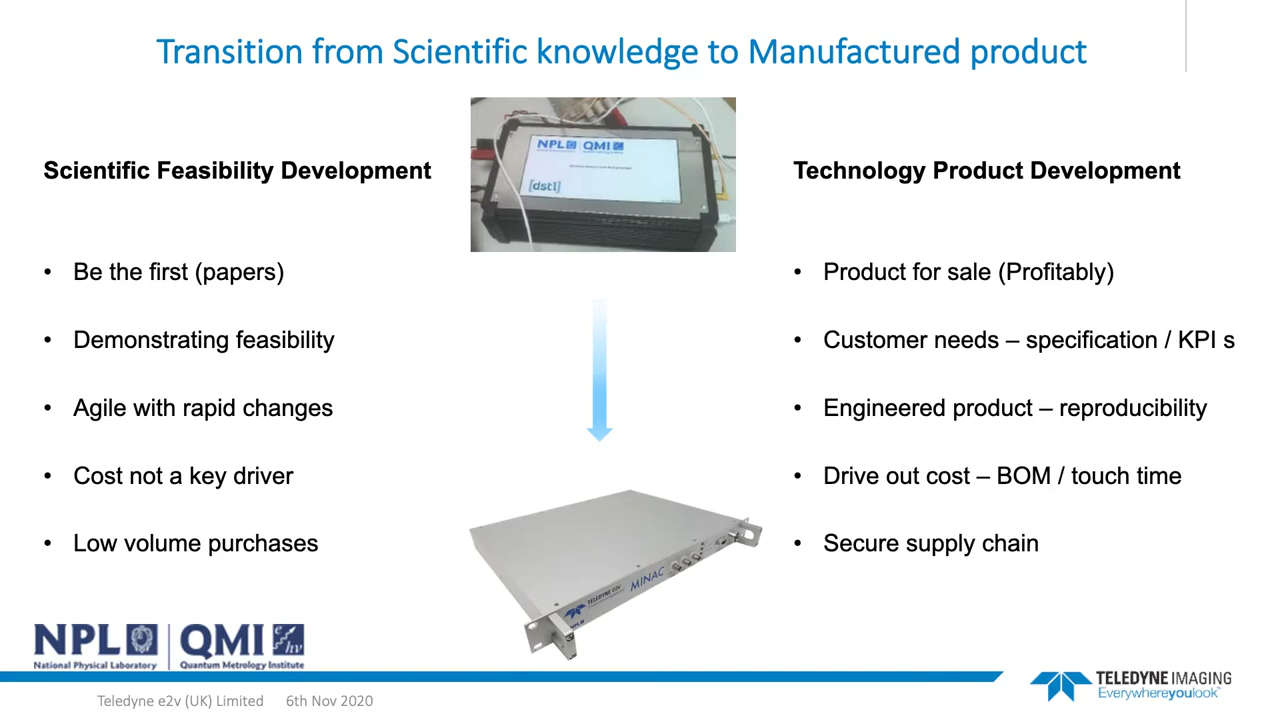 Transition from Scientific knowledge to Manufactured product
Scientific Feasibility Development
• Be the first (papers)
• Demonstrating feasibility
• Agile with rapid changes
• Cost not a key driver
• Low volume purchases
NPL QMI
[dstl]
TELEDYNE e2v
MINAC
NPL
Technology Product Development
• Product for sale (Profitably)
• Customer needs – specification / KPI s
• Engineered product – reproducibility
• Drive out cost – BOM / touch time
• Secure supply chain
NPL QMI
National Physical Laboratory Quantum Metrology Institute
Teledyne e2v (UK) Limited 6th Nov 2020
TELEDYNE IMAGING
Everywhereyoulook™